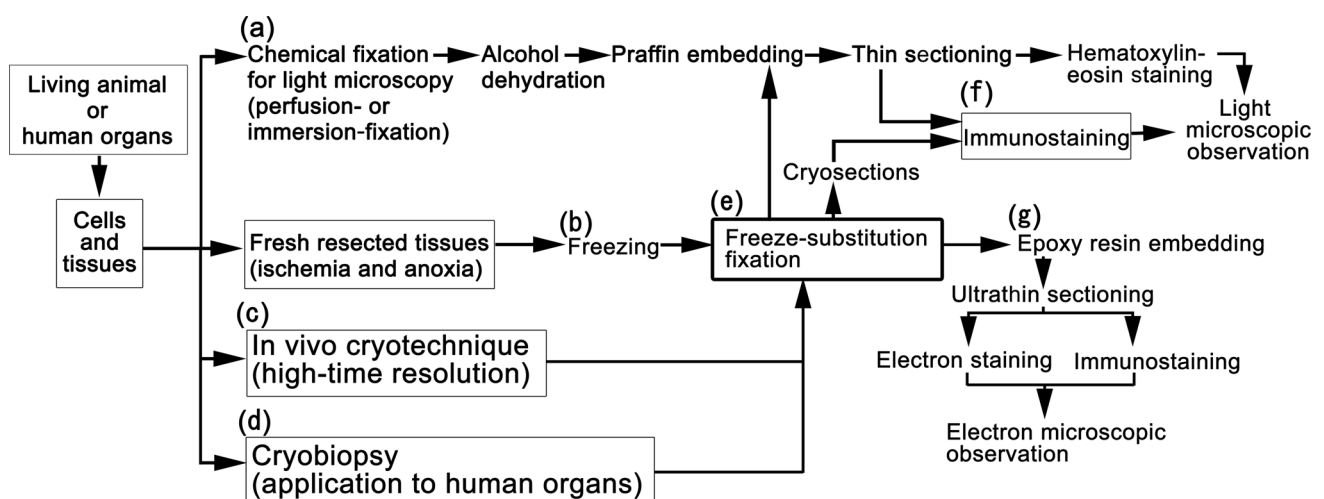 (a)
Chemical fixation
for light microscopy
(perfusion- or
immersion-fixation)
Alcohol
dehydration
Praffin embedding
Thin sectioning
Hematoxylin-
eosin staining
Living animal
or
human organs
(f)
Immunostaining
Light
microscopic
observation
Cryosections
Cells
and
tissues
Fresh resected tissues
(ischemia and anoxia)
(b)
Freezing
(e)
Freeze-substitution
fixation
(g)
Epoxy resin embedding
Ultrathin sectioning
(c)
In vivo cryotechnique
(high-time resolution)
Electron staining
Immunostaining
(d)
Cryobiopsy
(application to human organs)
Electron microscopic
observation